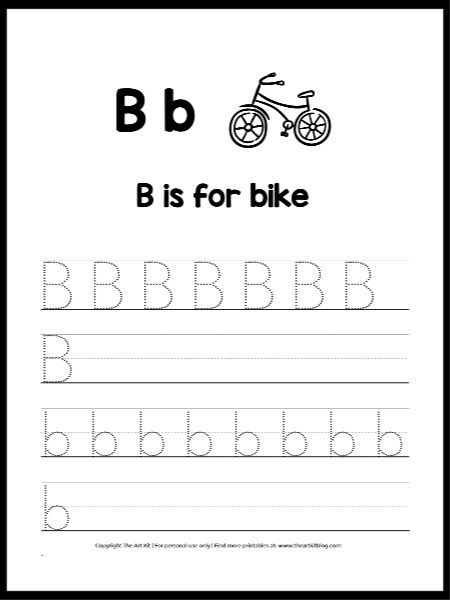 B b
B is for bike
B B B B B B B
B
b b b b b b b b
b
Copyright The Art Kit | For personal use only | Find more printables at: www.theartkitblog.com